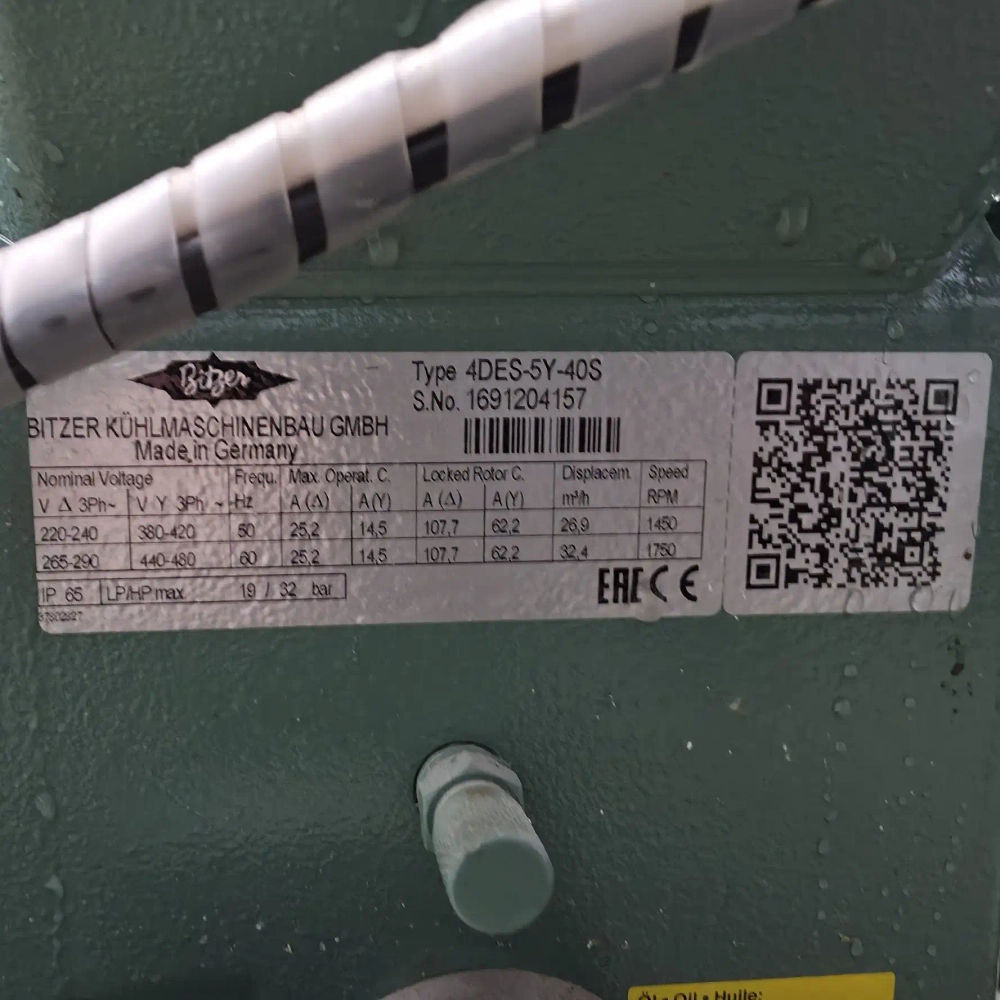 Bitzer
Type 4DES-5Y-40S
S.No. 1691204157
BITZER KÜHLMASCHINENBAU GMBH
Made in Germany
Nominal Voltage Frequ. Max. Operat. C. Locked Rotor C. Displacem. Speed
V Δ 3Ph~ V Y 3Ph ~ Hz A (Δ) A (Y) A (Δ) A (Y) m³/h RPM
220-240 380-420 50 25,2 14,5 107,7 62,2 26,9 1450
265-290 440-480 60 25,2 14,5 107,7 62,2 32,4 1750
IP 65 LP/HP max. 19 / 32 bar
EAC CE
Öl • Oil • Huile: